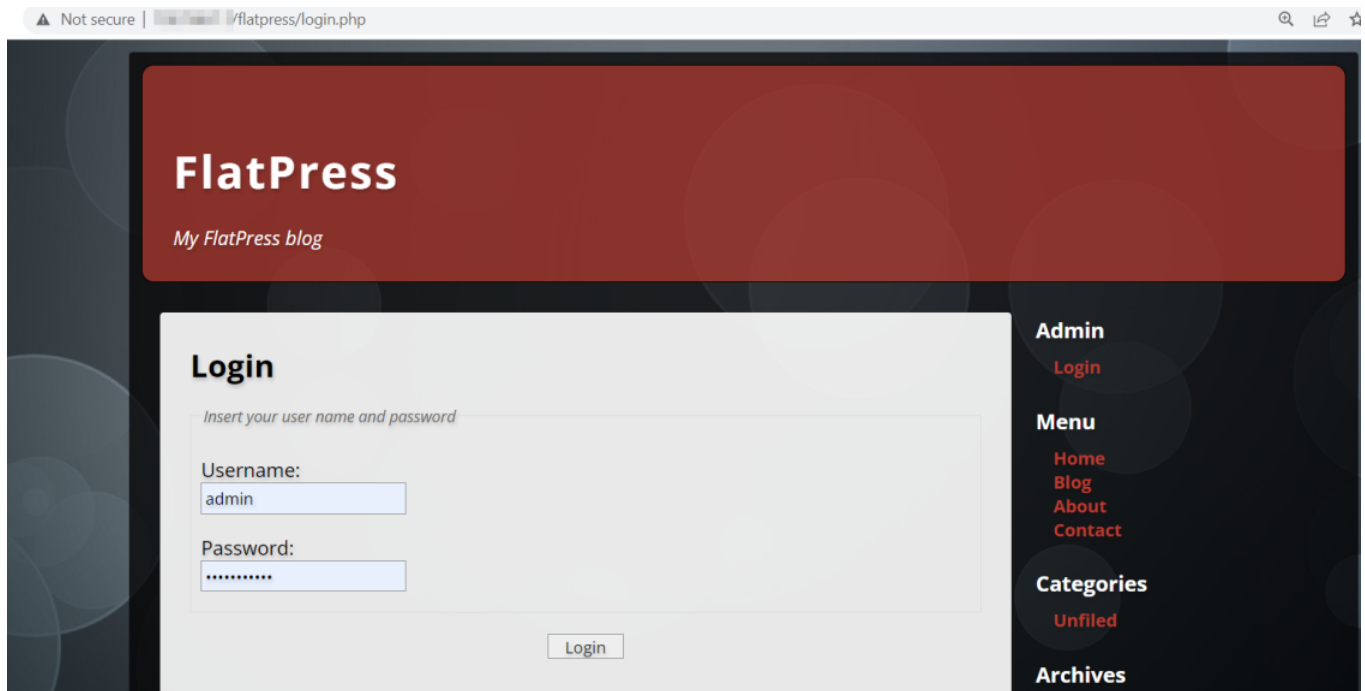 Not secure | /flatpress/login.php
FlatPress
My FlatPress blog
Login
Insert your user name and password
Username:
admin
Password:
•••••••••••
Login
Admin
Login
Menu
Home
Blog
About
Contact
Categories
Unfiled
Archives